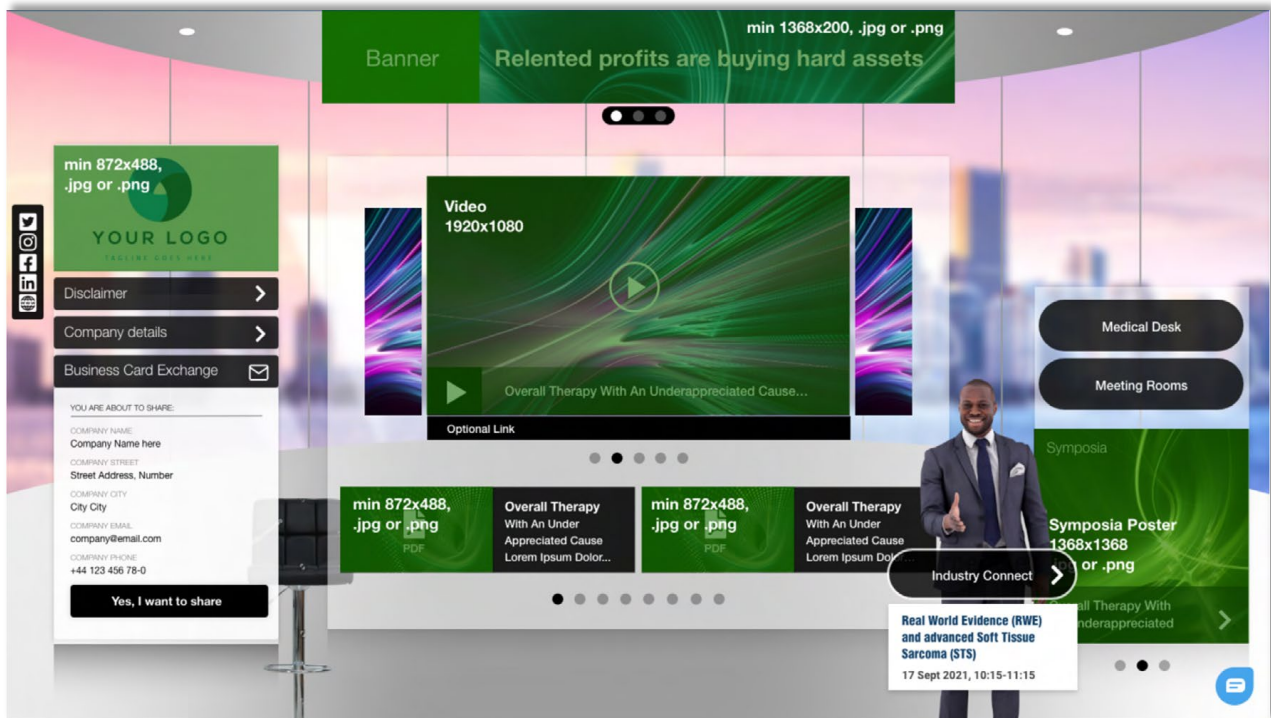 min 1368x200, .jpg or .png
Banner
Relented profits are buying hard assets
min 872x488,
.jpg or .png
YOUR LOGO
TAGLINE GOES HERE
Disclaimer
Company details
Business Card Exchange
YOU ARE ABOUT TO SHARE:
COMPANY NAME
Company Name here
COMPANY STREET
Street Address, Number
COMPANY CITY
City City
COMPANY EMAIL
company@email.com
COMPANY PHONE
+44 123 456 78-0
Yes, I want to share
Video
1920x1080
Overall Therapy With An Underappreciated Cause...
Optional Link
min 872x488,
.jpg or .png
PDF
Overall Therapy
With An Under
Appreciated Cause
Lorem Ipsum Dolor...
min 872x488,
.jpg or .png
PDF
Overall Therapy
With An Under
Appreciated Cause
Lorem Ipsum
Medical Desk
Meeting Rooms
Symposia
Symposia Poster
1368x1368
or .png
Therapy With
Industry Connect
Real World Evidence (RWE)
and advanced Soft Tissue
Sarcoma (STS)
17 Sept 2021, 10:15-11:15